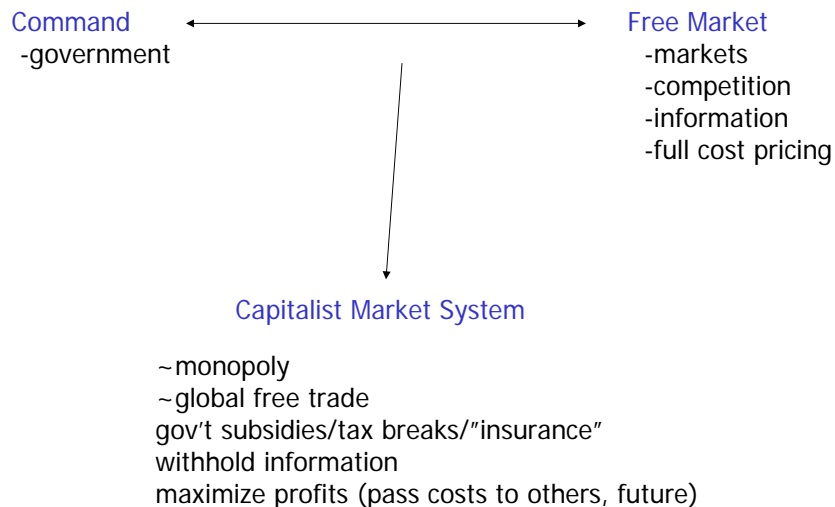 Command
-government
Free Market
-markets
-competition
-information
-full cost pricing
Capitalist Market System
~monopoly
~global free trade
gov't subsidies/tax breaks/"insurance"
withhold information
maximize profits (pass costs to others, future)